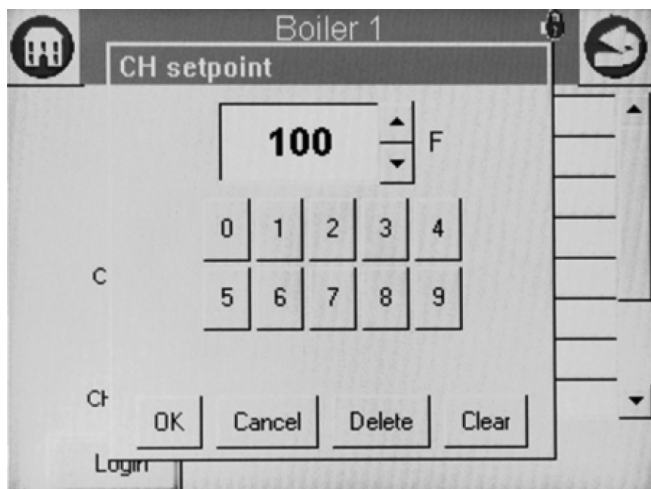 Boiler 1
CH setpoint
100 F
0 1 2 3 4
5 6 7 8 9
C
CH
OK Cancel Delete Clear
Login